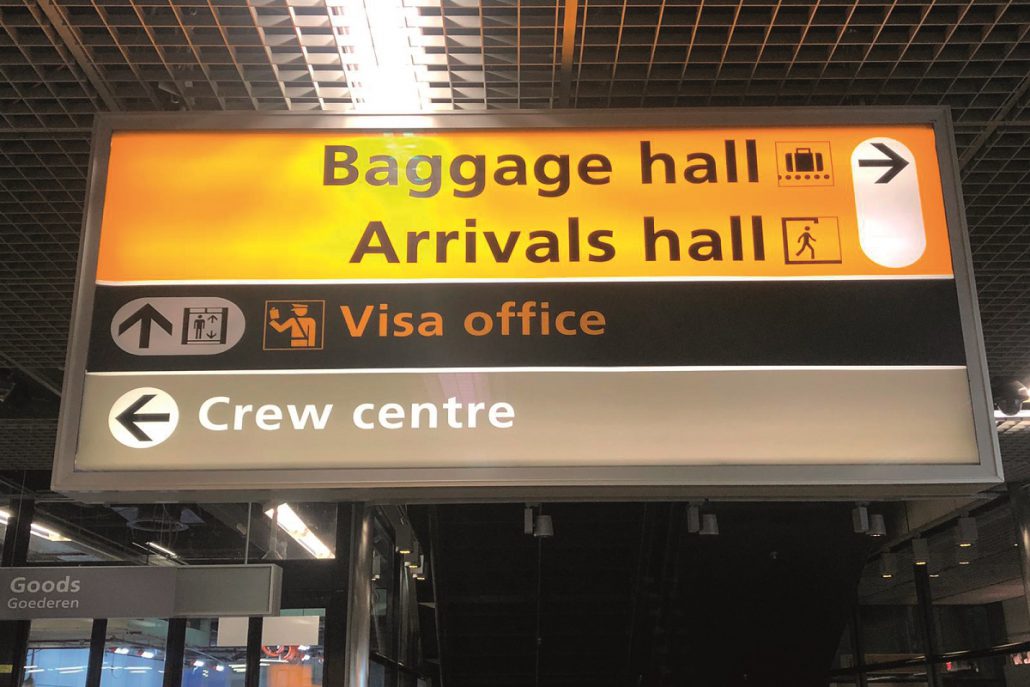 Baggage hall
Arrivals hall
Visa office
Crew centre
Goods
Goederen